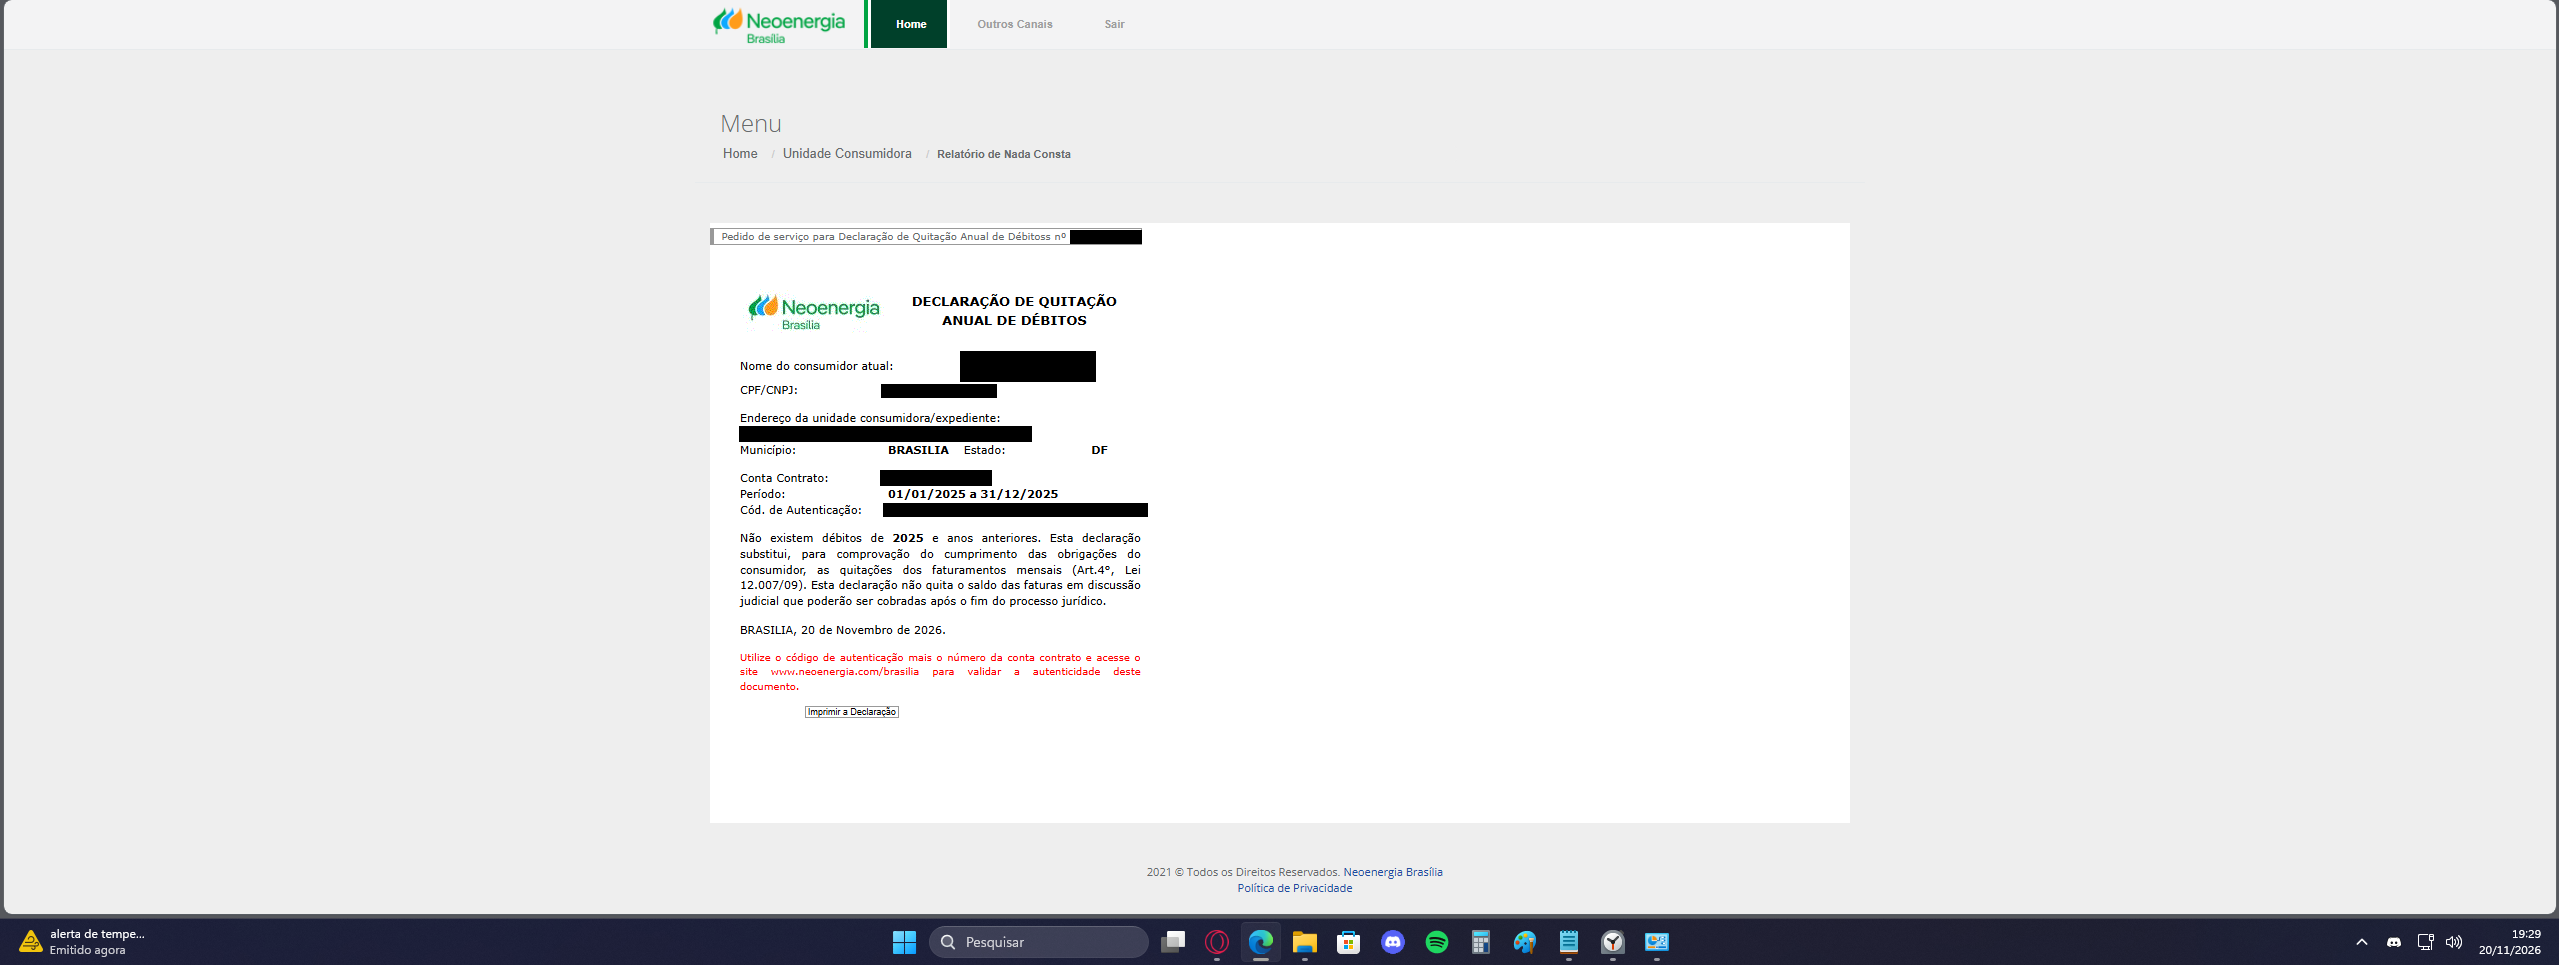 Neoenergia
Brasília
Home
Outros Canais
Sair
Menu
Home / Unidade Consumidora / Relatório de Nada Consta
Pedido de serviço para Declaração de Quitação Anual de Débitoss nº
Neoenergia
Brasília
DECLARAÇÃO DE QUITAÇÃO
ANUAL DE DÉBITOS
Nome do consumidor atual:
CPF/CNPJ:
Endereço da unidade consumidora/expediente:
Município: BRASILIA Estado: DF
Conta Contrato:
Período: 01/01/2025 a 31/12/2025
Cód. de Autenticação:
Não existem débitos de 2025 e anos anteriores. Esta declaração
substitui, para comprovação do cumprimento das obrigações do
consumidor, as quitações dos faturamentos mensais (Art.4°, Lei
12.007/09). Esta declaração não quita o saldo das faturas em discussão
judicial que poderão ser cobradas após o fim do processo jurídico.
BRASILIA, 20 de Novembro de 2026.
Utilize o código de autenticação mais o número da conta contrato e acesse o
site www.neoenergia.com/brasilia para validar a autenticidade deste
documento.
Imprimir a Declaração
2021 © Todos os Direitos Reservados. Neoenergia Brasília
Política de Privacidade
alerta de tempe...
Emitido agora
Pesquisar
19:29
20/11/2026